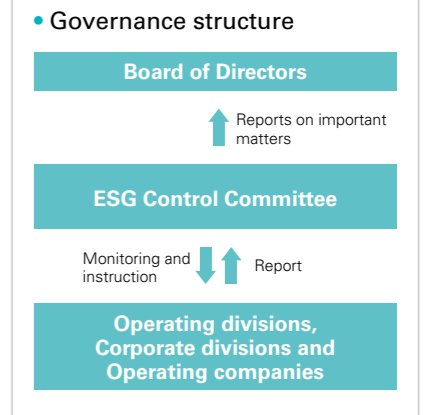 • Governance structure
Board of Directors
Reports on important
matters
ESG Control Committee
Monitoring and
instruction
Report
Operating divisions,
Corporate divisions and
Operating companies